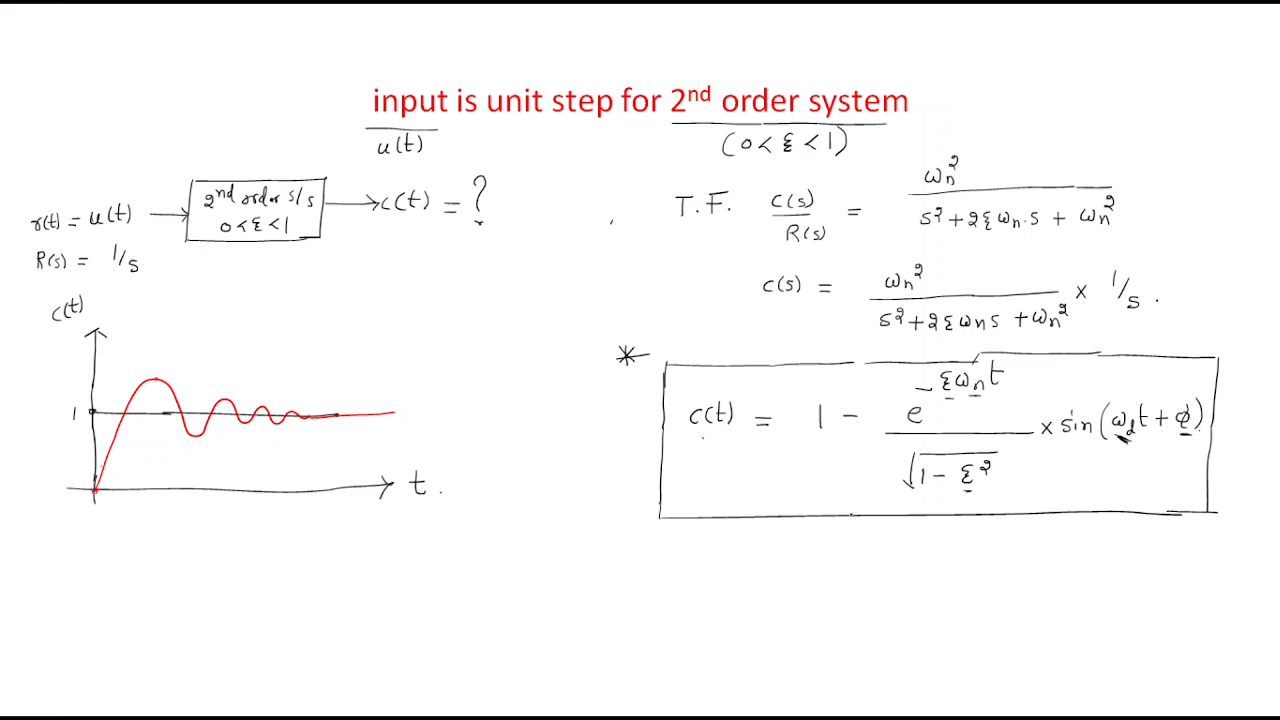 input is unit step for 2nd order system
u(t)
(0 < ξ < 1)
r(t) = u(t)
2nd order s/s
0 < ξ < 1
c(t) = ?
R(s) = 1/s
T.F. C(s)/R(s) = ωn² / s² + 2ξωn.s + ωn²
C(s) = ωn² / s² + 2ξωns + ωn² × 1/s .
*
c(t) = 1 - e^-ξωnt / √1 - ξ² × sin(ωdt + φ)
c(t)
1
t .